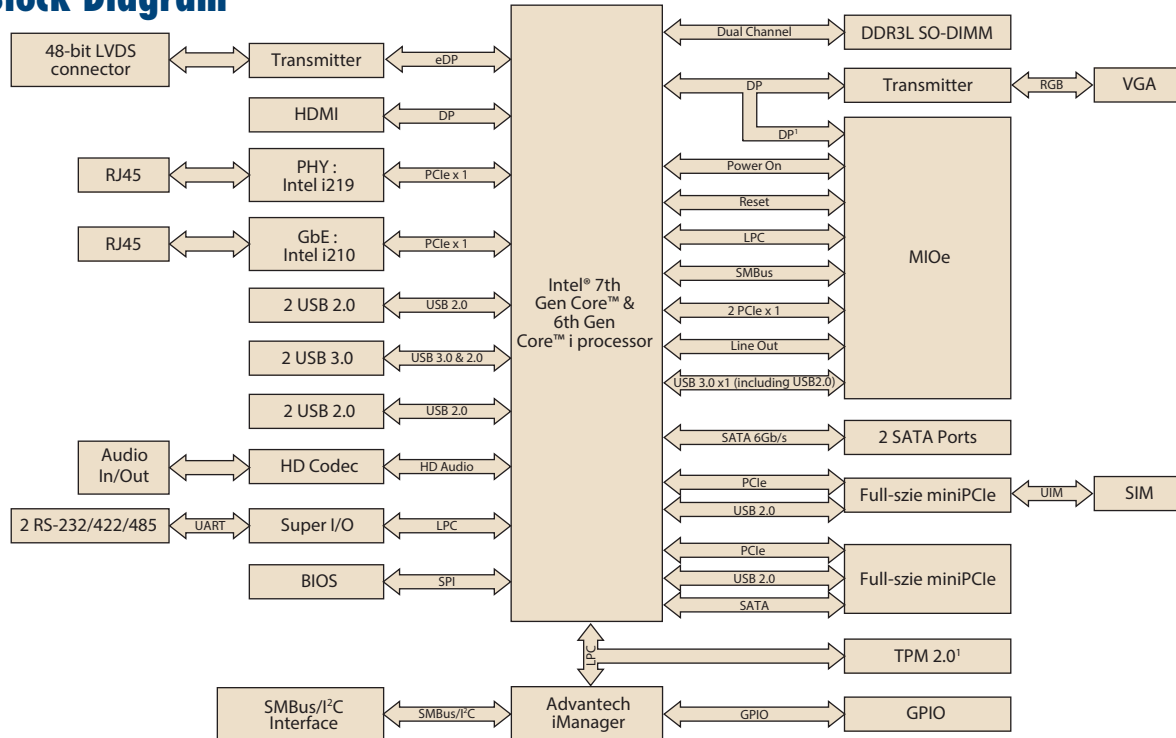 Block Diagram
48-bit LVDS
connector
Transmitter
eDP
HDMI
DP
RJ45
PHY :
Intel i219
PCIe x 1
RJ45
GbE :
Intel i210
PCIe x 1
2 USB 2.0
USB 2.0
2 USB 3.0
USB 3.0 & 2.0
2 USB 2.0
USB 2.0
Audio
In/Out
HD Codec
HD Audio
2 RS-232/422/485
UART
Super I/O
LPC
BIOS
SPI
Intel® 7th
Gen Core™ &
6th Gen
Core™ i processor
Dual Channel
DDR3L SO-DIMM
DP
Transmitter
RGB
VGA
DP¹
Power On
Reset
LPC
SMBus
2 PCIe x 1
Line Out
USB 3.0 x1 (including USB2.0)
MIOe
SATA 6Gb/s
2 SATA Ports
PCIe
USB 2.0
Full-szie miniPCIe
UIM
SIM
PCIe
USB 2.0
SATA
Full-szie miniPCIe
LPC
TPM 2.0¹
SMBus/I²C
Interface
SMBus/I²C
Advantech
iManager
GPIO
GPIO